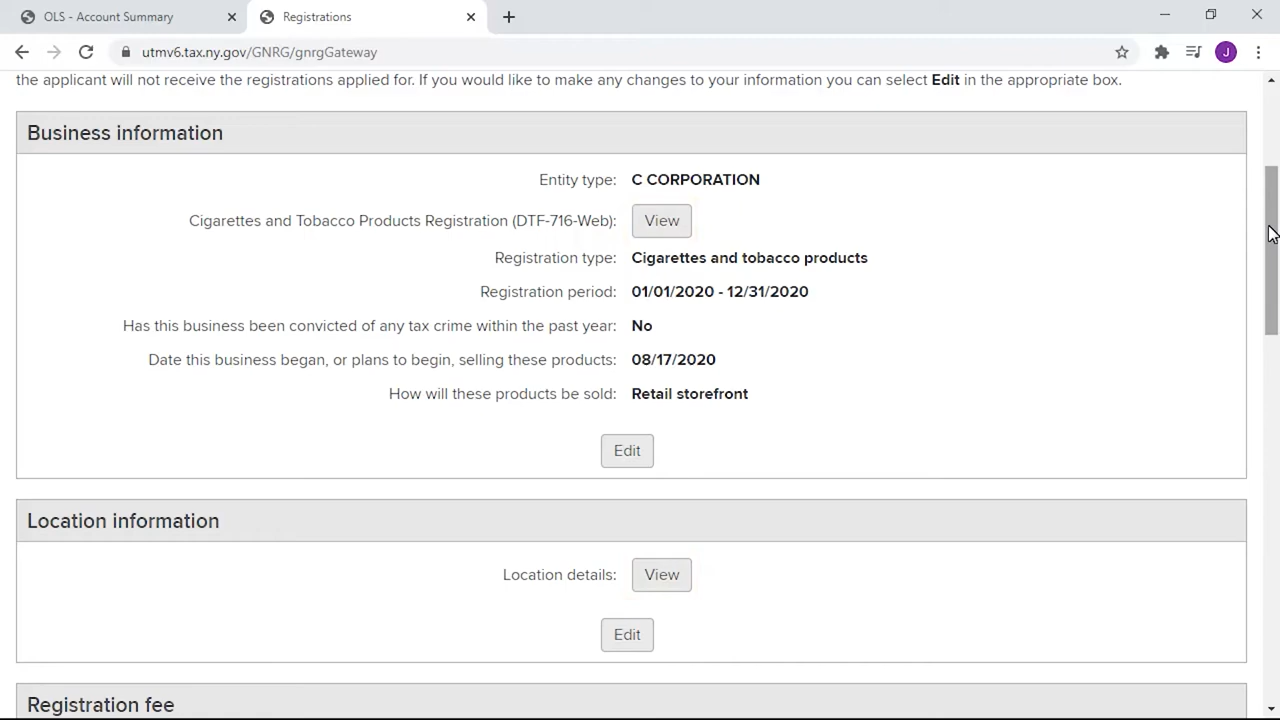 OLS - Account Summary
Registrations
utmv6.tax.ny.gov/GNRG/gnrgGateway
J
the applicant will not receive the registrations applied for. If you would like to make any changes to your information you can select Edit in the appropriate box.
Business information
Entity type: C CORPORATION
Cigarettes and Tobacco Products Registration (DTF-716-Web): View
Registration type: Cigarettes and tobacco products
Registration period: 01/01/2020 - 12/31/2020
Has this business been convicted of any tax crime within the past year: No
Date this business began, or plans to begin, selling these products: 08/17/2020
How will these products be sold: Retail storefront
Edit
Location information
Location details: View
Edit
Registration fee